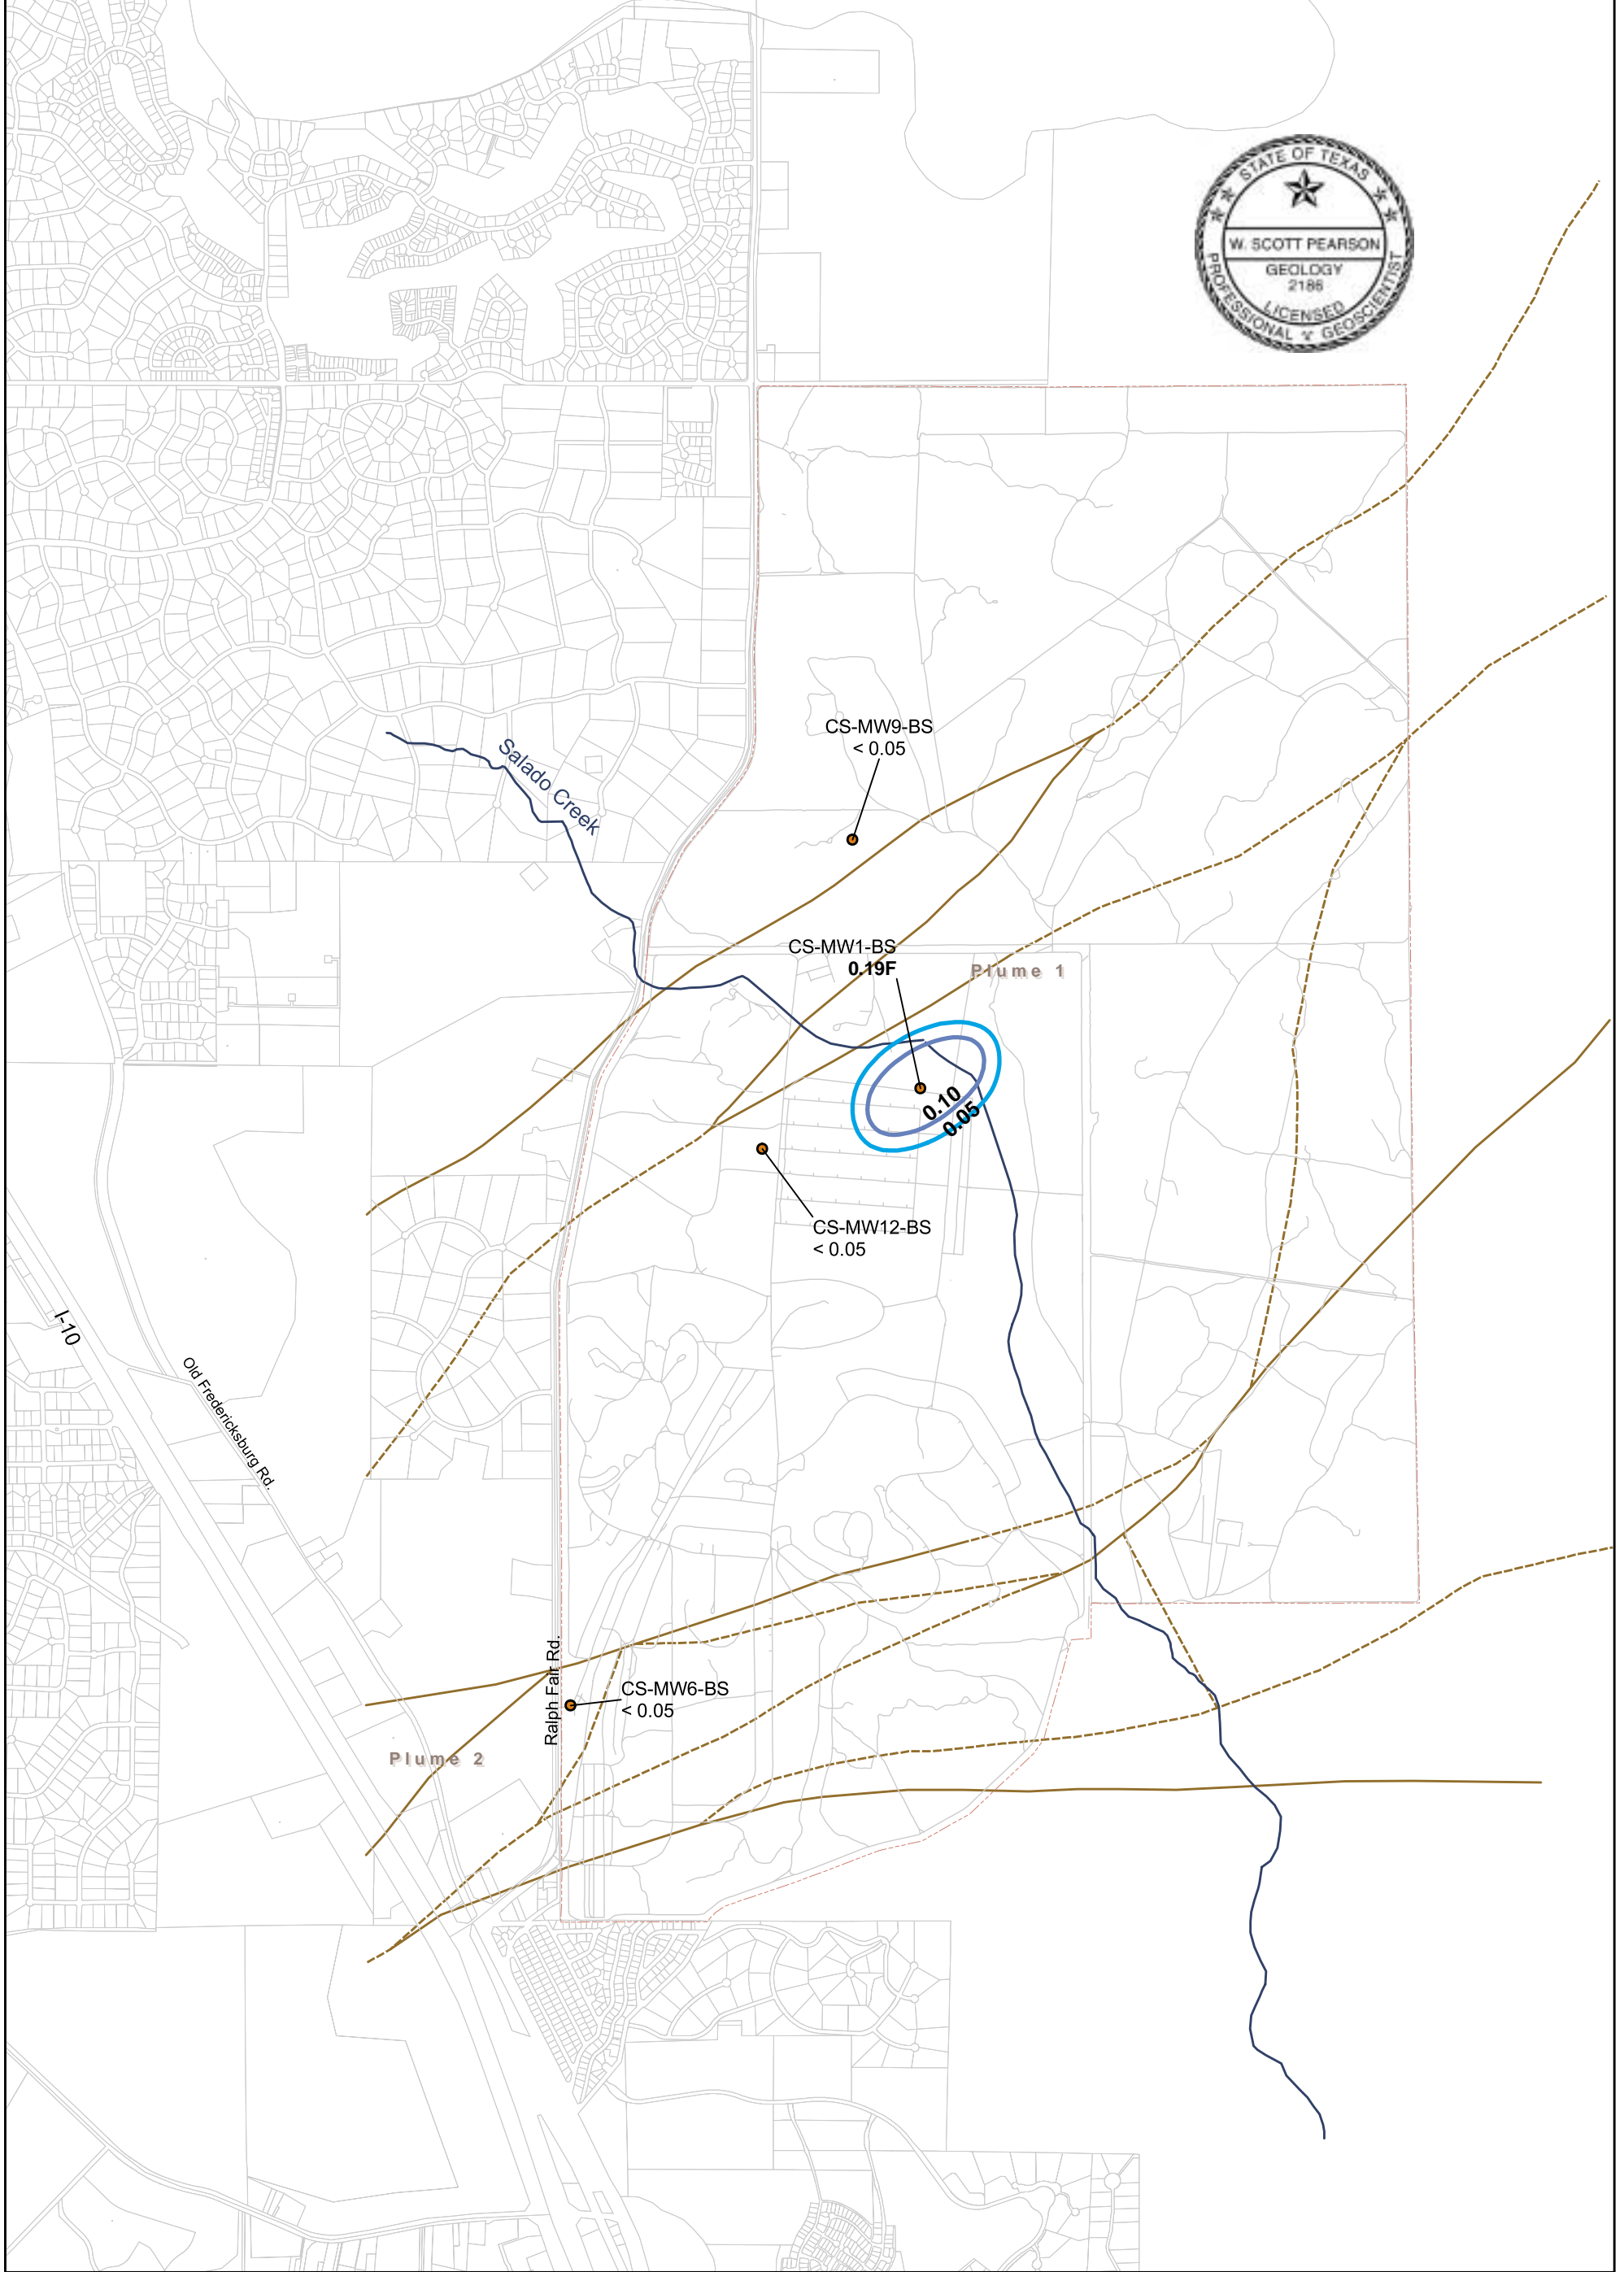 STATE OF TEXAS
W. SCOTT PEARSON
GEOLOGY
2186
LICENSED
PROFESSIONAL GEOSCIENTIST
CS-MW9-BS
< 0.05
Salado Creek
CS-MW1-BS
0.19F
Plume 1
0.10
0.05
CS-MW12-BS
< 0.05
I-10
Old Fredericksburg Rd.
Ralph Fair Rd.
CS-MW6-BS
< 0.05
Plume 2